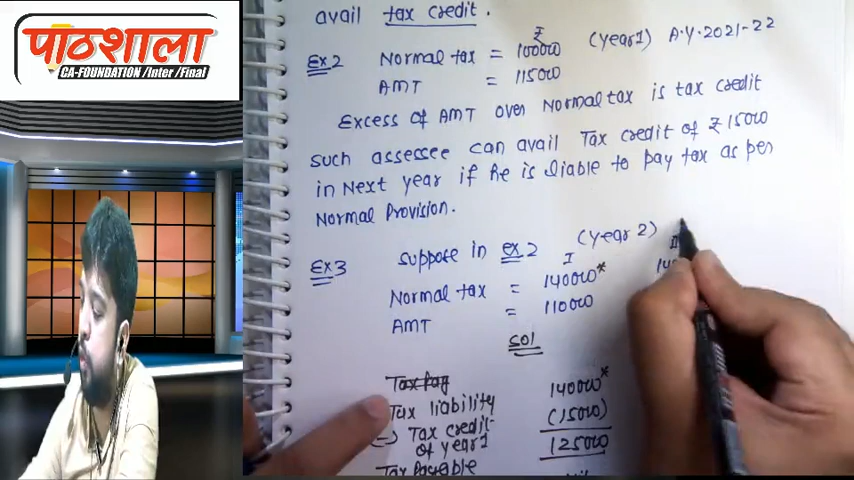 पाठशाला
CA-FOUNDATION/Inter/Final
avail tax credit.
₹
Ex2 Normal tax = 100000 (year1) A.Y.2021-22
AMT = 115000
Excess of AMT over Normal tax is tax credit
Such assessee can avail Tax credit of ₹15000
in Next year if he is liable to pay tax as per
Normal Provision.
Ex3 Suppose in ex2 (year 2)
I II
Normal tax = 140000*
AMT = 110000
Sol
Tax liability 140000*
(-) Tax credit of year1 (15000)
125000
Tax Payable